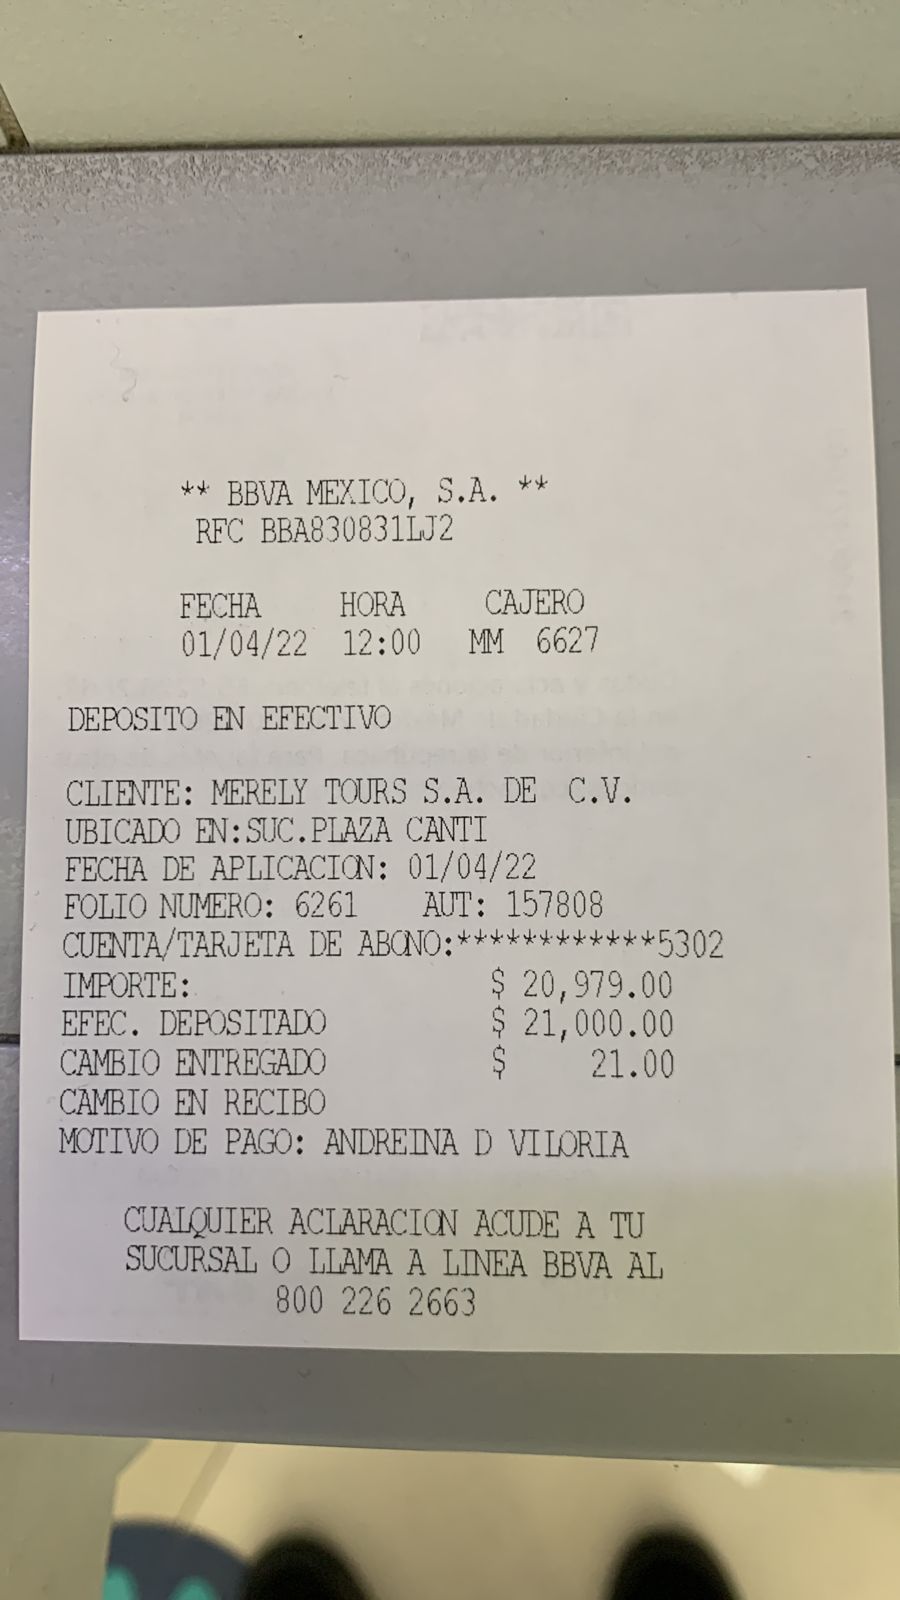 ** BBVA MEXICO, S.A. **
RFC BBA830831LJ2
FECHA HORA CAJERO
01/04/22 12:00 MM 6627
DEPOSITO EN EFECTIVO
CLIENTE: MERELY TOURS S.A. DE C.V.
UBICADO EN:SUC.PLAZA CANTI
FECHA DE APLICACION: 01/04/22
FOLIO NUMERO: 6261 AUT: 157808
CUENTA/TARJETA DE ABONO:************5302
IMPORTE: $ 20,979.00
EFEC. DEPOSITADO $ 21,000.00
CAMBIO ENTREGADO $ 21.00
CAMBIO EN RECIBO
MOTIVO DE PAGO: ANDREINA D VILORIA
CUALQUIER ACLARACION ACUDE A TU
SUCURSAL O LLAMA A LINEA BBVA AL
800 226 2663